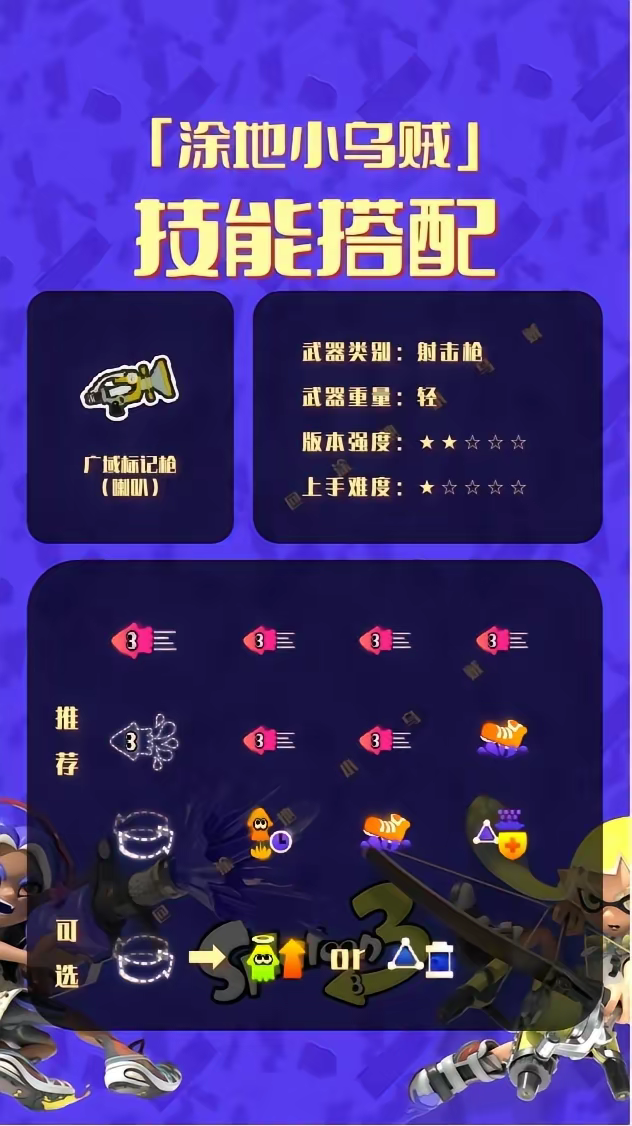 「涂地小乌贼」
技能搭配
广域标记枪
(喇叭)
武器类别：射击枪
武器重量：轻
版本强度：★★☆☆☆
上手难度：★☆☆☆☆
推荐
可选
or
Splatoon 3